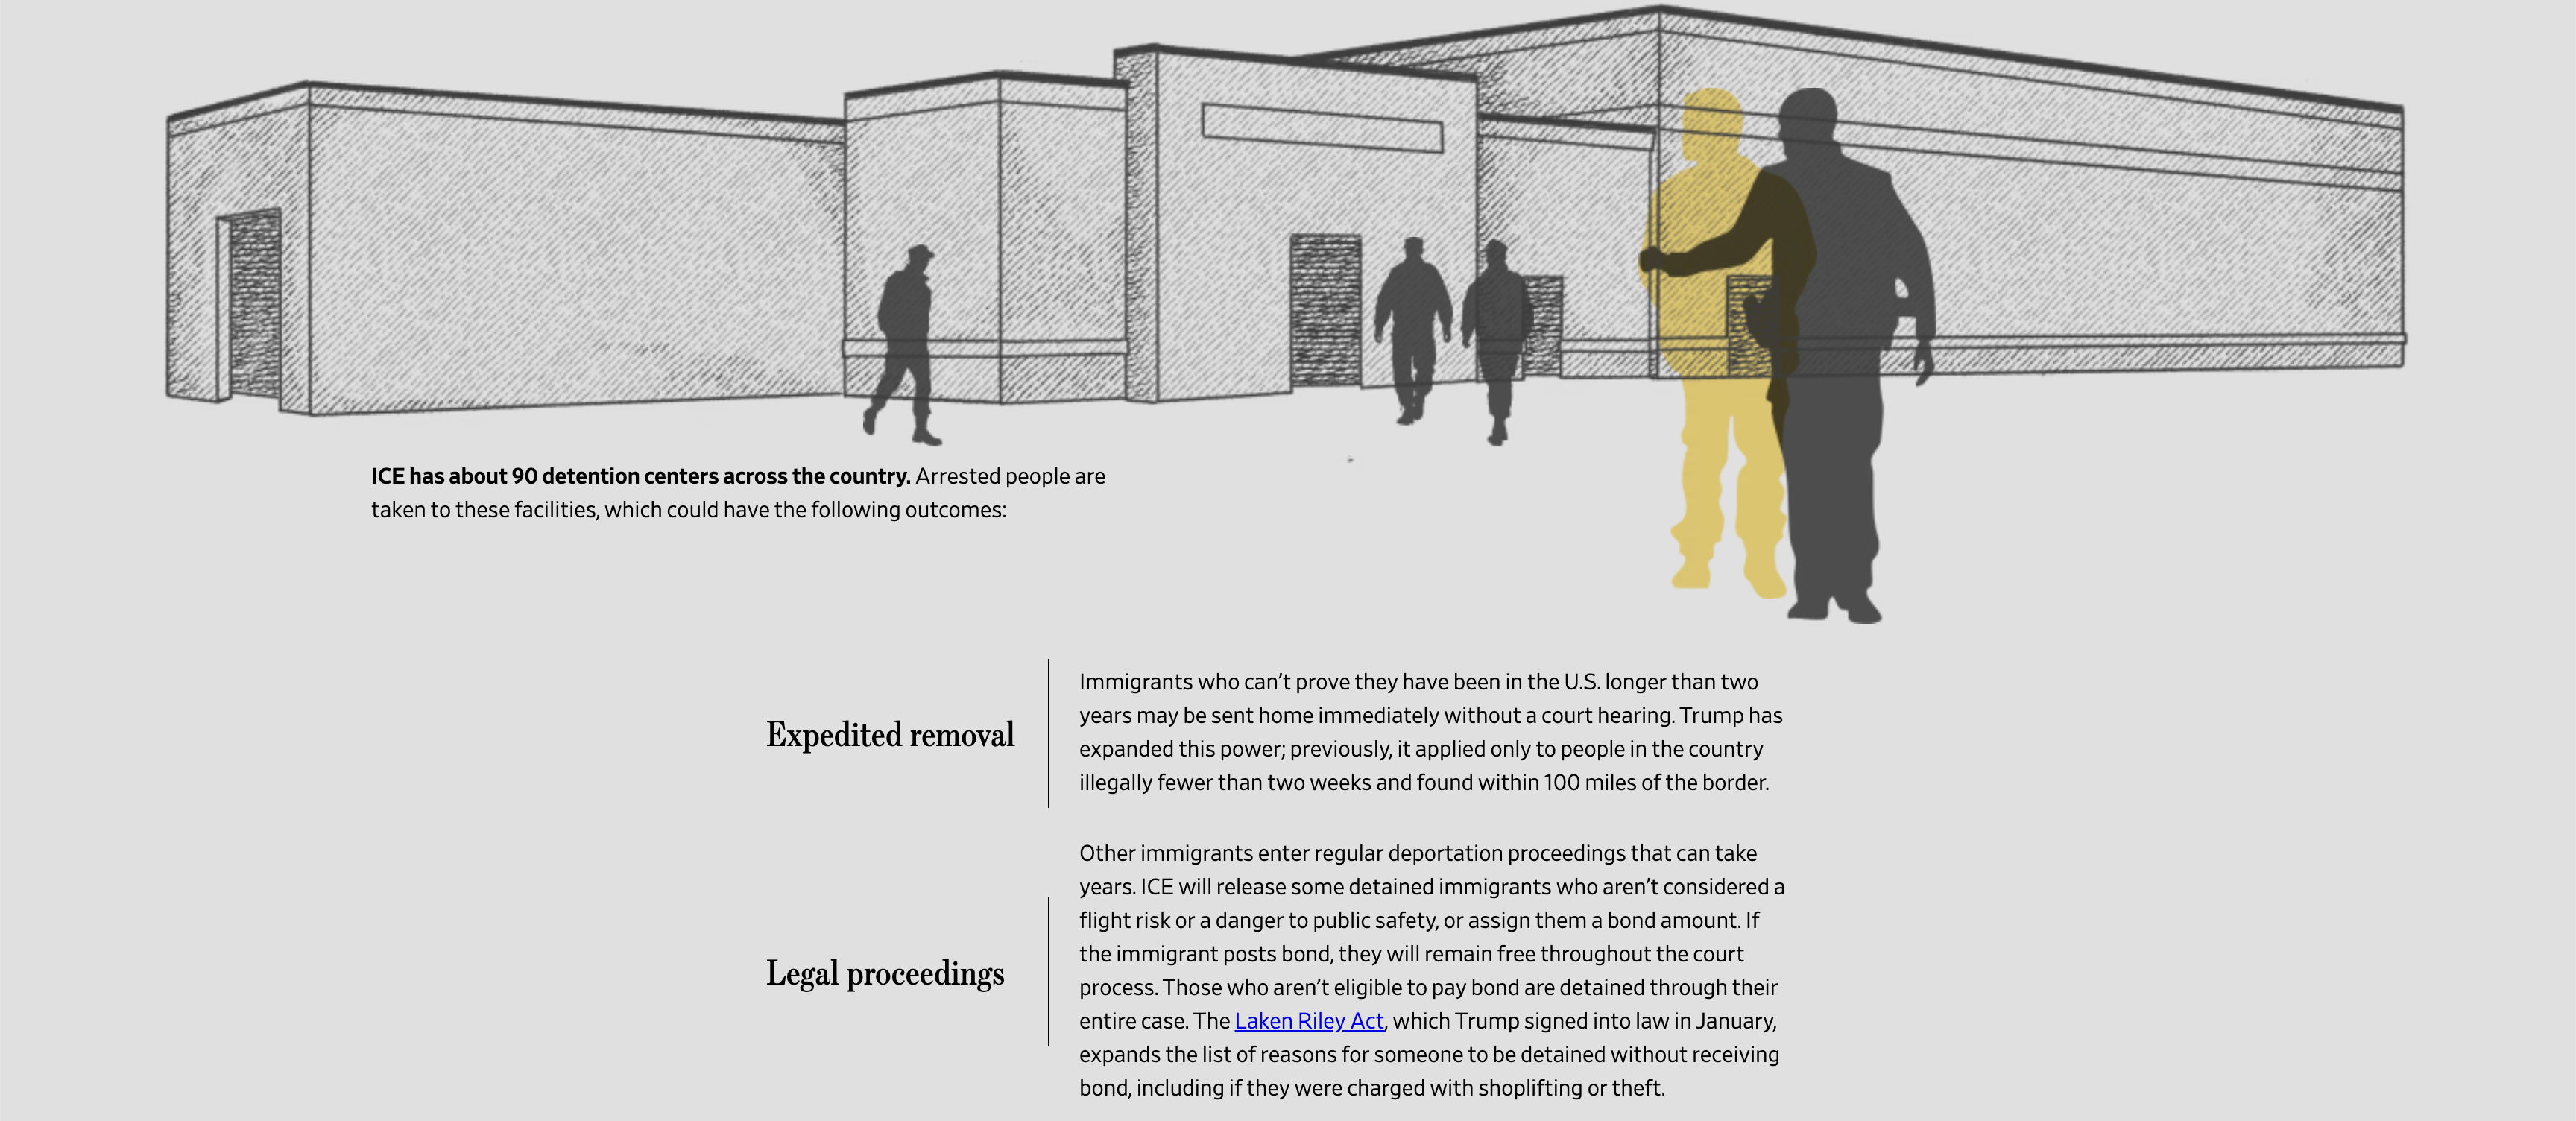 ICE has about 90 detention centers across the country. Arrested people are
taken to these facilities, which could have the following outcomes:
Expedited removal
Immigrants who can’t prove they have been in the U.S. longer than two
years may be sent home immediately without a court hearing. Trump has
expanded this power; previously, it applied only to people in the country
illegally fewer than two weeks and found within 100 miles of the border.
Legal proceedings
Other immigrants enter regular deportation proceedings that can take
years. ICE will release some detained immigrants who aren’t considered a
flight risk or a danger to public safety, or assign them a bond amount. If
the immigrant posts bond, they will remain free throughout the court
process. Those who aren’t eligible to pay bond are detained through their
entire case. The Laken Riley Act, which Trump signed into law in January,
expands the list of reasons for someone to be detained without receiving
bond, including if they were charged with shoplifting or theft.